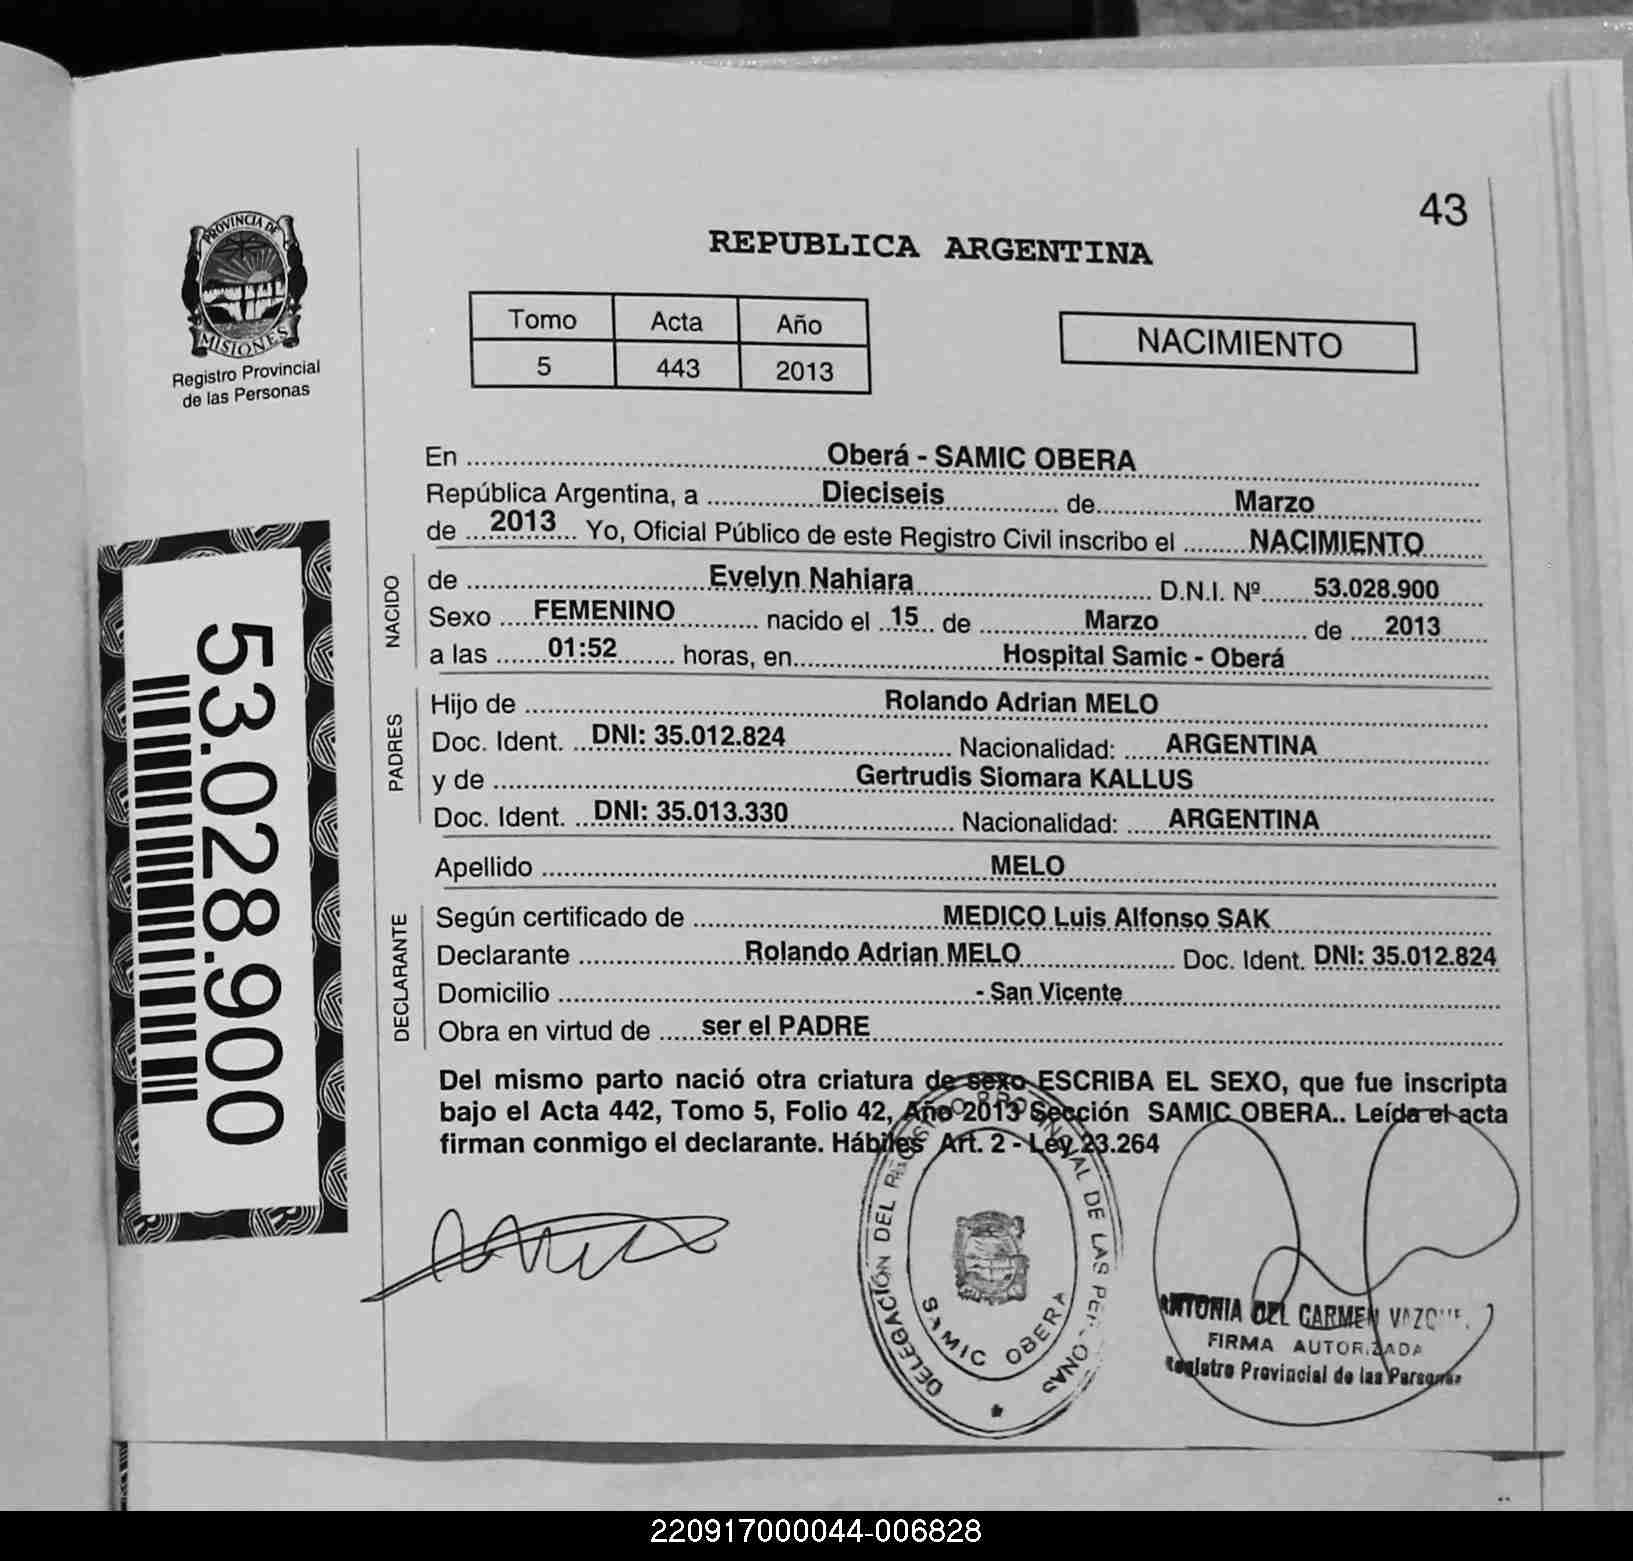 43
REPUBLICA ARGENTINA
PROVINCIA DE
MISIONES
Registro Provincial
de las Personas
Tomo Acta Año
5 443 2013
NACIMIENTO
En Oberá - SAMIC OBERA
República Argentina, a Dieciseis de Marzo
de 2013 Yo, Oficial Público de este Registro Civil inscribo el NACIMIENTO
NACIDO
de Evelyn Nahiara D.N.I. Nº 53.028.900
Sexo FEMENINO nacido el 15 de Marzo de 2013
a las 01:52 horas, en Hospital Samic - Oberá
PADRES
Hijo de Rolando Adrian MELO
Doc. Ident. DNI: 35.012.824 Nacionalidad: ARGENTINA
y de Gertrudis Siomara KALLUS
Doc. Ident. DNI: 35.013.330 Nacionalidad: ARGENTINA
Apellido MELO
DECLARANTE
Según certificado de MEDICO Luis Alfonso SAK
Declarante Rolando Adrian MELO Doc. Ident. DNI: 35.012.824
Domicilio - San Vicente
Obra en virtud de ser el PADRE
Del mismo parto nació otra criatura de sexo ESCRIBA EL SEXO, que fue inscripta
bajo el Acta 442, Tomo 5, Folio 42, Año 2013 Sección SAMIC OBERA.. Leída el acta
firman conmigo el declarante. Hábiles Art. 2 - Ley 23.264
53.028.900
DELEGACIÓN DEL REGISTRO PROVINCIAL DE LAS PERSONAS
SAMIC OBERA
ANTONIA DEL CARMEN
FIRMA AUTORIZADA
Registro Provincial de las Personas
220917000044-006828